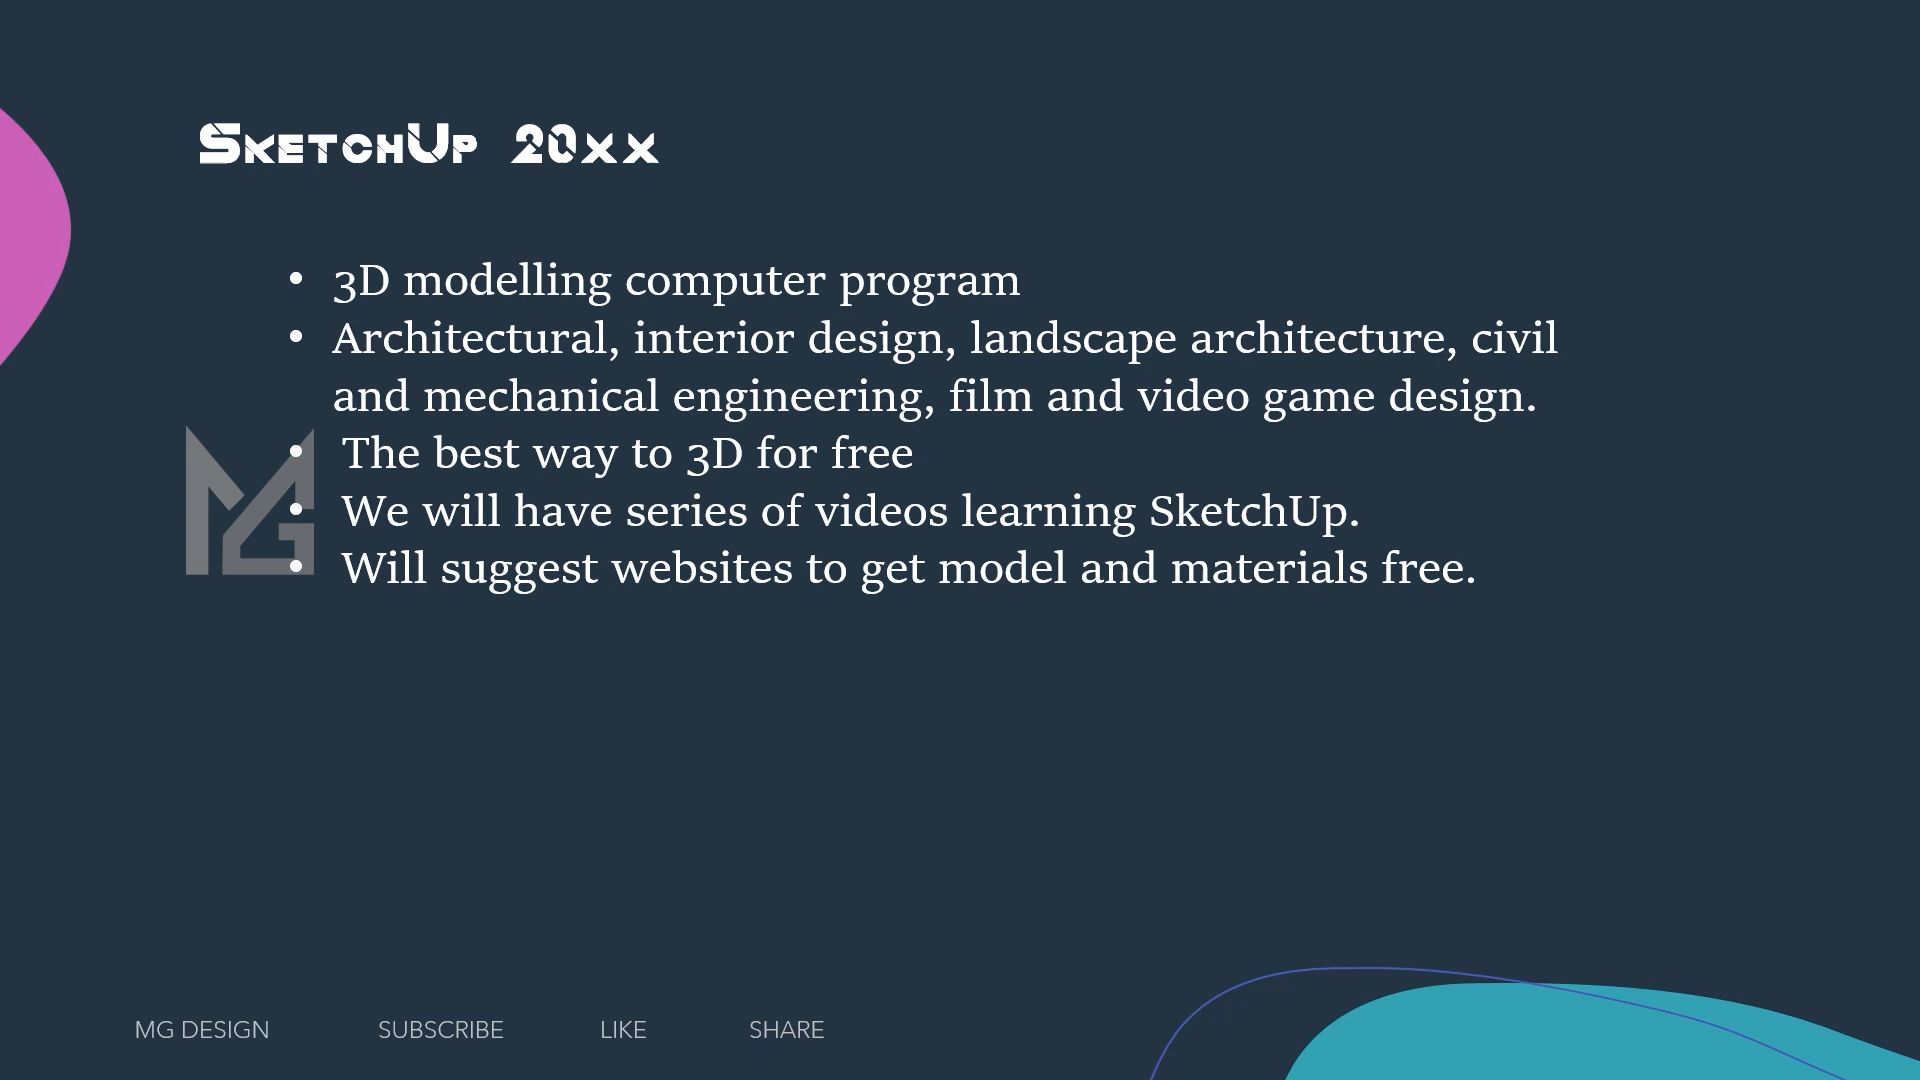 SketchUp 20xx
• 3D modelling computer program
• Architectural, interior design, landscape architecture, civil
and mechanical engineering, film and video game design.
• The best way to 3D for free
• We will have series of videos learning SketchUp.
• Will suggest websites to get model and materials free.
MG
MG DESIGN SUBSCRIBE LIKE SHARE